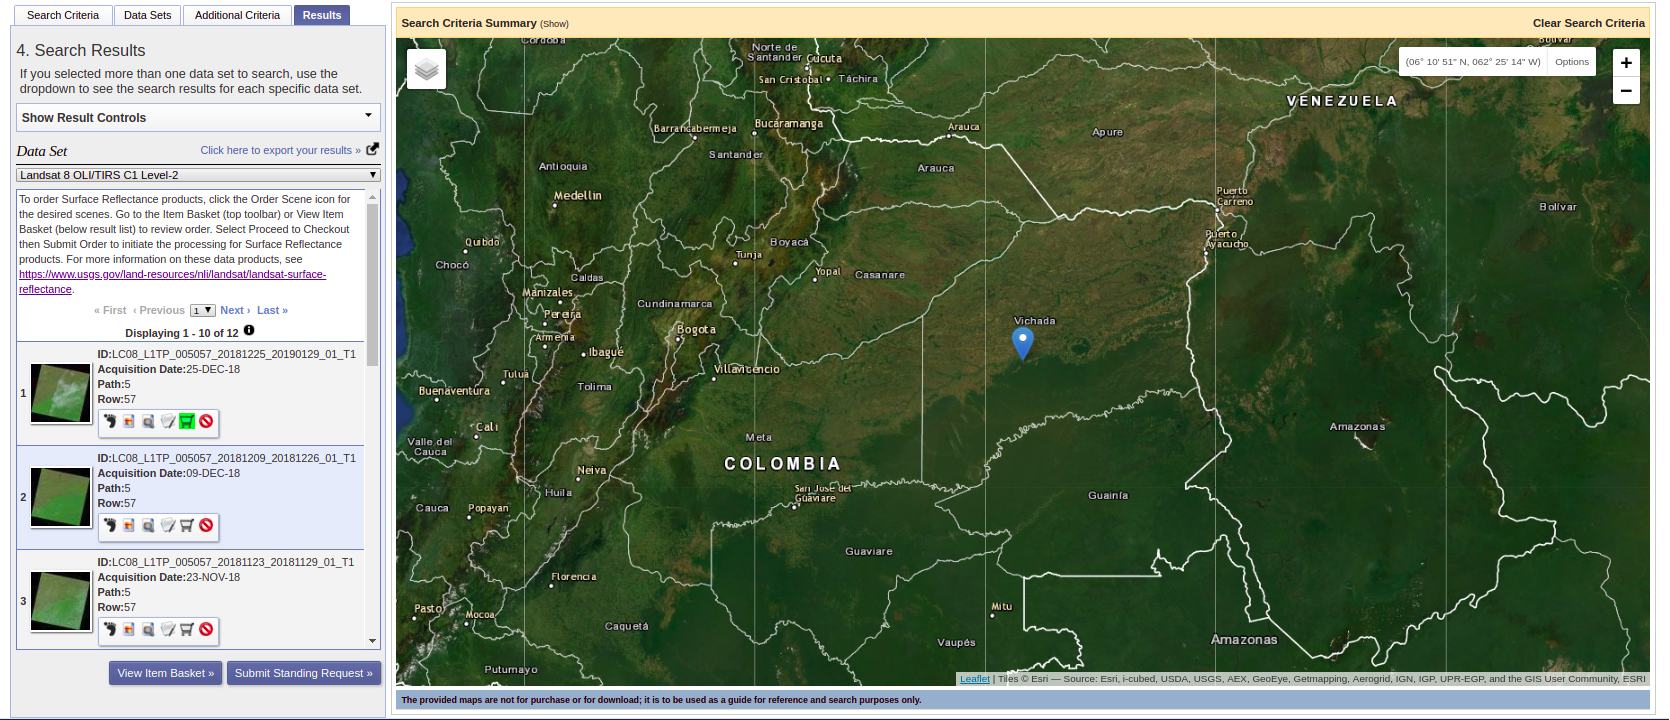 Search Criteria
Data Sets
Additional Criteria
Results
4. Search Results
If you selected more than one data set to search, use the
dropdown to see the search results for each specific data set.
Show Result Controls
Data Set
Click here to export your results »
Landsat 8 OLI/TIRS C1 Level-2
To order Surface Reflectance products, click the Order Scene icon for
the desired scenes. Go to the Item Basket (top toolbar) or View Item
Basket (below result list) to review order. Select Proceed to Checkout
then Submit Order to initiate the processing for Surface Reflectance
products. For more information on these data products, see
https://www.usgs.gov/land-resources/nli/landsat/landsat-surface-
reflectance.
« First ‹ Previous 1 Next › Last »
Displaying 1 - 10 of 12
1
ID:LC08_L1TP_005057_20181225_20190129_01_T1
Acquisition Date:25-DEC-18
Path:5
Row:57
2
ID:LC08_L1TP_005057_20181209_20181226_01_T1
Acquisition Date:09-DEC-18
Path:5
Row:57
3
ID:LC08_L1TP_005057_20181123_20181129_01_T1
Acquisition Date:23-NOV-18
Path:5
Row:57
View Item Basket »
Submit Standing Request »
Search Criteria Summary (Show)
Clear Search Criteria
(06° 10' 51" N, 062° 25' 14" W)
Options
+
−
Córdoba
Norte de
Santander
Cúcuta
San Cristobal
Táchira
Bolívar
VENEZUELA
Barrancabermeja
Bucaramanga
Arauca
Apure
Santander
Antioquia
Arauca
Medellin
Puerto
Carreno
Bolívar
Quibdo
Boyacá
Puerto
Ayacucho
Chocó
Tunja
Yopal
Casanare
Caldas
Manizales
Cundinamarca
Pereira
Vichada
Armenia
Bogota
Ibague
Tulua
Villavicencio
Tolima
Buenaventura
Cali
Amazonas
Valle del
Cauca
Meta
COLOMBIA
Neiva
Huila
San Jose del
Guaviare
Guainía
Cauca
Popayan
Guaviare
Florencia
Pasto
Mocoa
Mitu
Caquetá
Vaupés
Amazonas
Putumayo
Leaflet | Tiles © Esri — Source: Esri, i-cubed, USDA, USGS, AEX, GeoEye, Getmapping, Aerogrid, IGN, IGP, UPR-EGP, and the GIS User Community, ESRI
The provided maps are not for purchase or for download; it is to be used as a guide for reference and search purposes only.